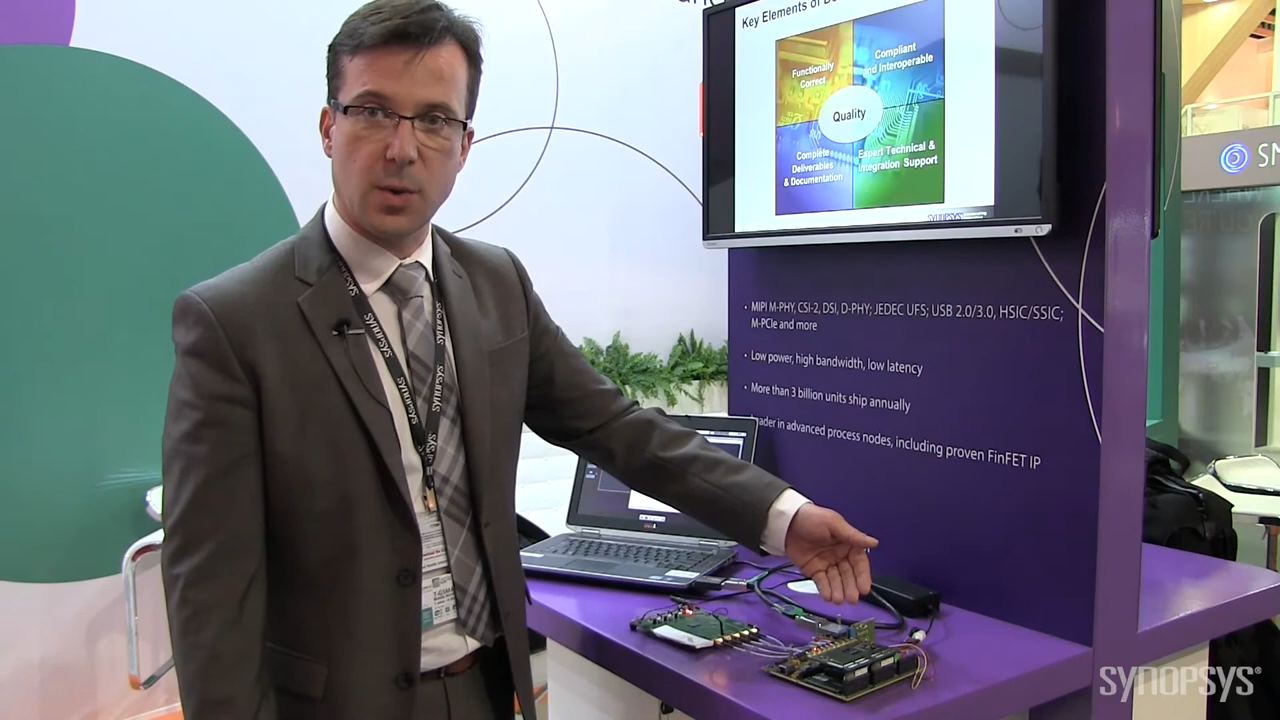 Key Elements of
Functionally
Correct
Compliant
and Interoperable
Quality
Complete
Deliverables
& Documentation
Expert Technical &
Integration Support
SYNOPSYS
• MIPI M-PHY, CSI-2, DSI, D-PHY; JEDEC UFS; USB 2.0/3.0, HSIC/SSIC;
M-PCIe and more
• Low power, high bandwidth, low latency
• More than 3 billion units ship annually
in advanced process nodes, including proven FinFET IP
SYNOPSYS
SYNOPSYS
SYNOPSYS
SYNOPSYS
SYNOPSYS®